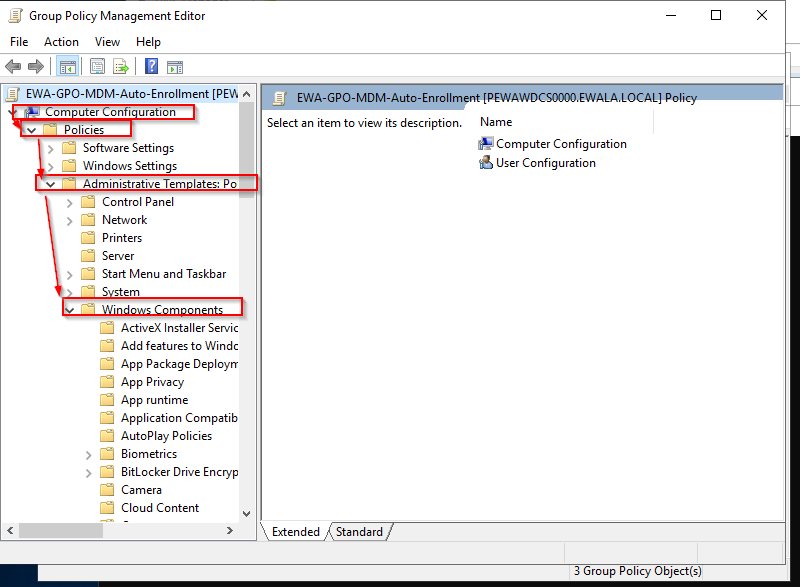 Group Policy Management Editor
File Action View Help
EWA-GPO-MDM-Auto-Enrollment [PEW
Computer Configuration
Policies
Software Settings
Windows Settings
Administrative Templates: Po
Control Panel
Network
Printers
Server
Start Menu and Taskbar
System
Windows Components
ActiveX Installer Servic
Add features to Windo
App Package Deploym
App Privacy
App runtime
Application Compatib
AutoPlay Policies
Biometrics
BitLocker Drive Encryp
Camera
Cloud Content
EWA-GPO-MDM-Auto-Enrollment [PEWAWDCS0000.EWALA.LOCAL] Policy
Select an item to view its description.
Name
Computer Configuration
User Configuration
Extended Standard
3 Group Policy Object(s)